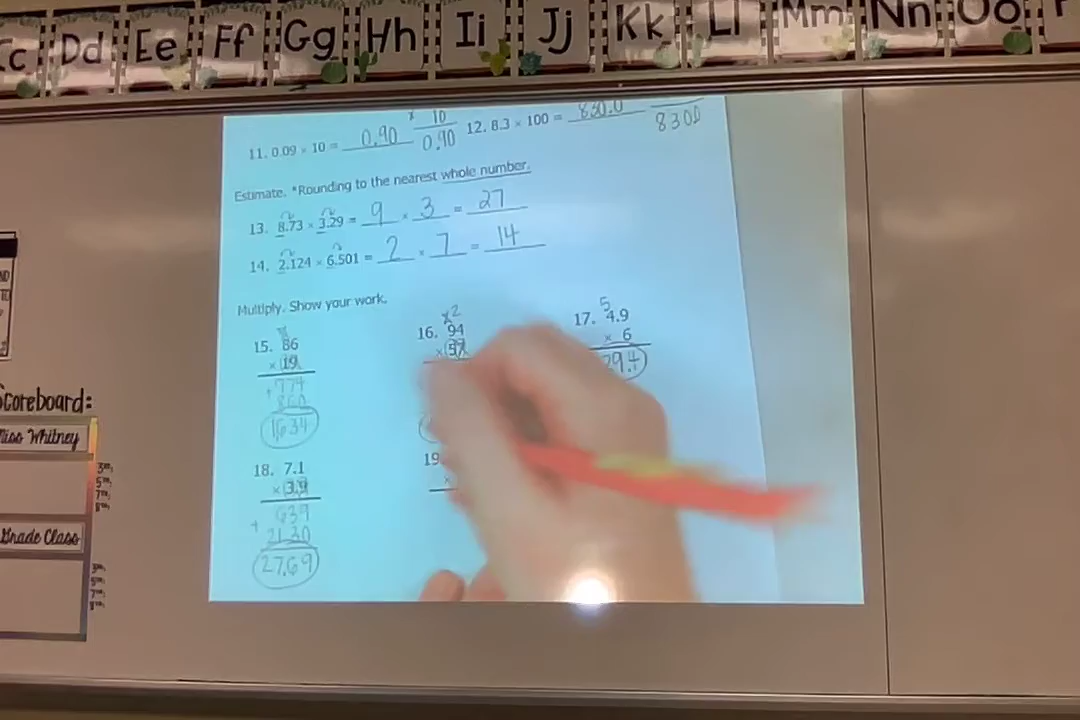 Cc Dd Ee Ff Gg Hh Ii Jj Kk Ll Mm Nn Oo
11. 0.09 × 10 = 0.90
× 10
0.90
12. 8.3 × 100 = 830.0
8300
Estimate. *Rounding to the nearest whole number.
13. 8.73 × 3.29 = 9 × 3 = 27
14. 2.124 × 6.501 = 2 × 7 = 14
Multiply. Show your work.
15. 86
× 19
+ 774
860
1,634
16. 94
×
2
17. 4.9
5
× 6
29.4
18. 7.1
× 3.9
639
+ 2130
27.69
19.
×
Scoreboard:
Miss Whitney
Grade Class